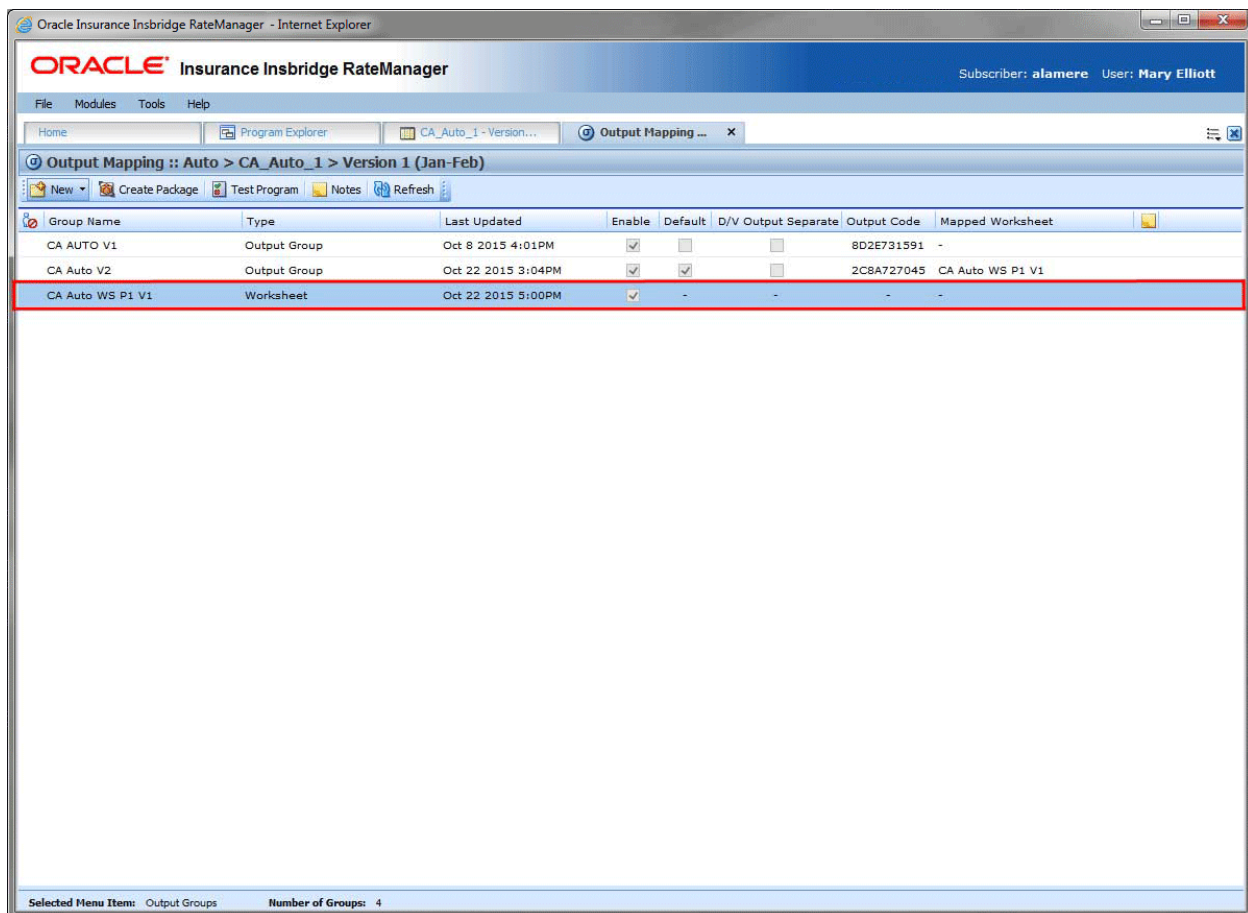 Oracle Insurance Insbridge RateManager - Internet Explorer
ORACLE® Insurance Insbridge RateManager
Subscriber: alamere User: Mary Elliott
File Modules Tools Help
Home Program Explorer CA_Auto_1 - Version... Output Mapping ...
Output Mapping :: Auto > CA_Auto_1 > Version 1 (Jan-Feb)
New Create Package Test Program Notes Refresh
Group Name Type Last Updated Enable Default D/V Output Separate Output Code Mapped Worksheet
CA AUTO V1 Output Group Oct 8 2015 4:01PM 8D2E731591 -
CA Auto V2 Output Group Oct 22 2015 3:04PM 2C8A727045 CA Auto WS P1 V1
CA Auto WS P1 V1 Worksheet Oct 22 2015 5:00PM - - - -
Selected Menu Item: Output Groups Number of Groups: 4